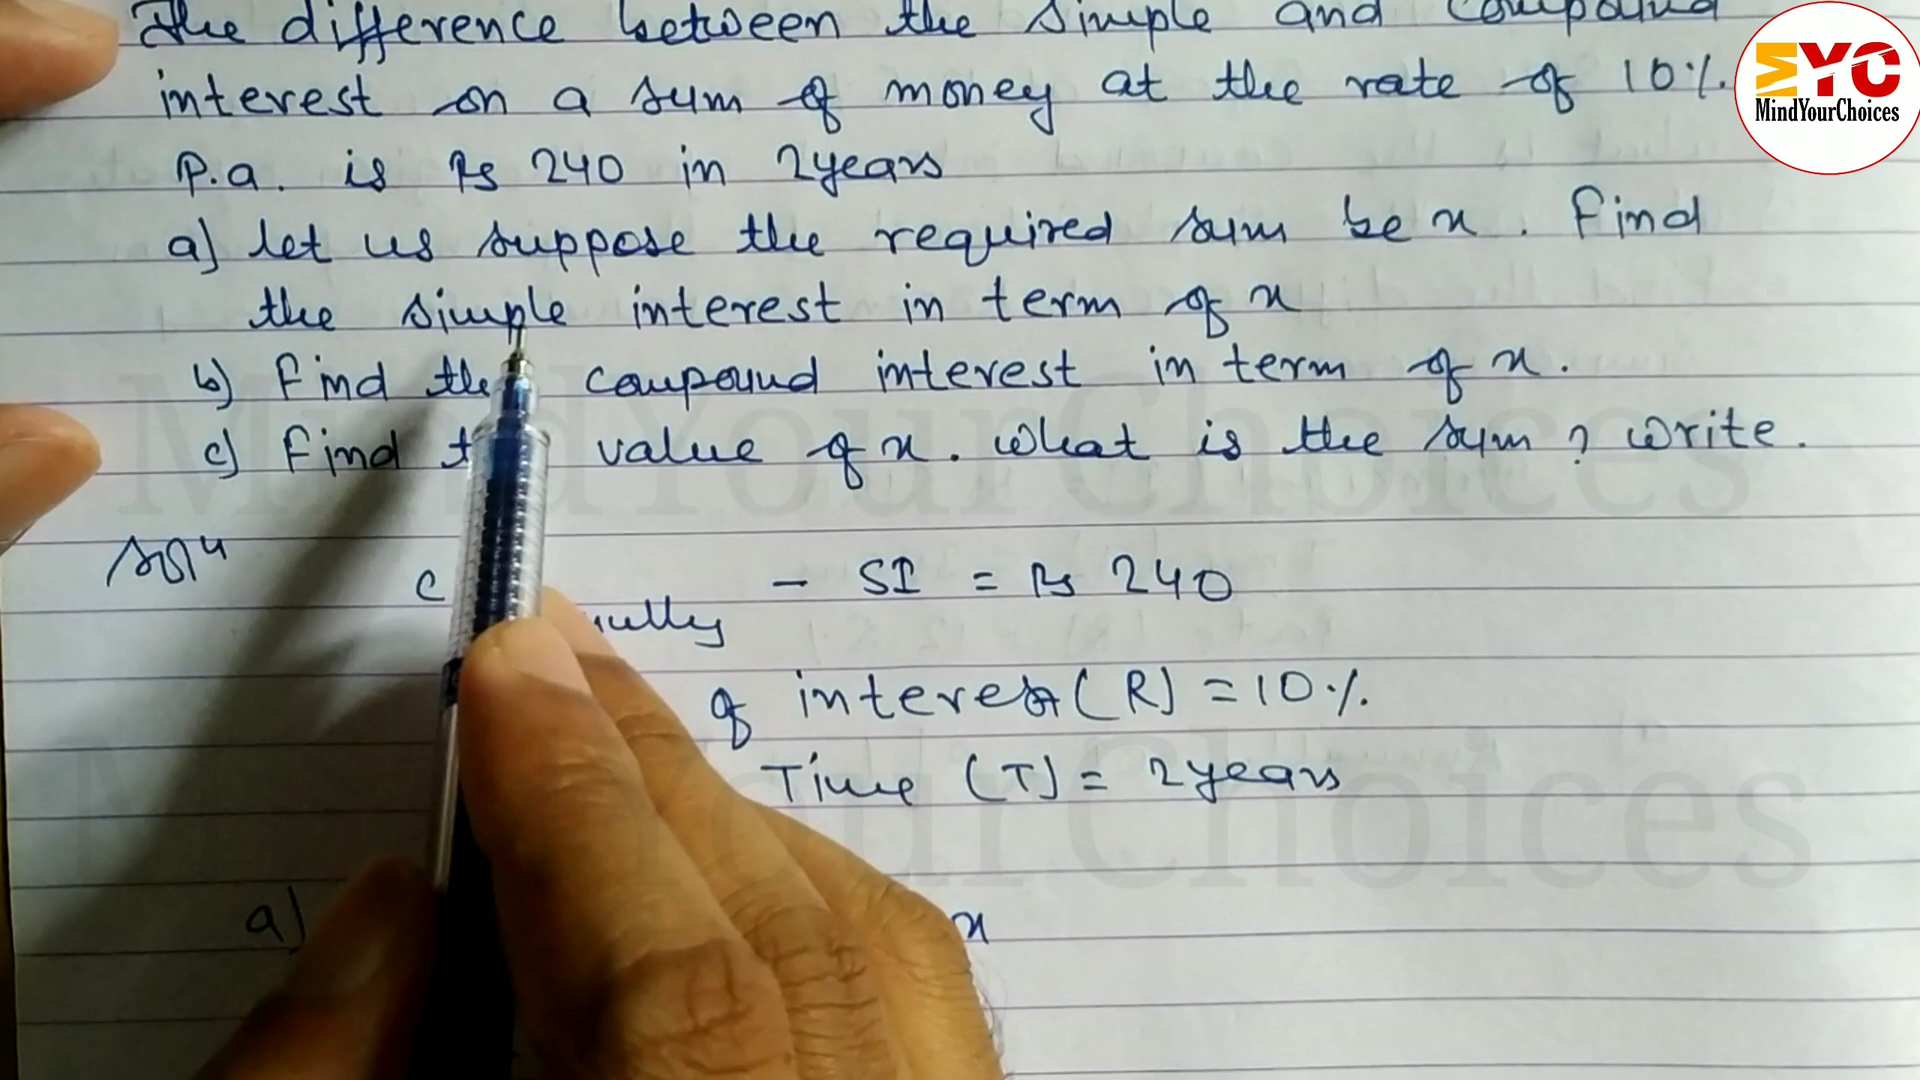 The difference between the simple and compound
interest on a sum of money at the rate of 10%
P.a. is Rs 240 in 2years
a) let us suppose the required sum be x. Find
the simple interest in term of x
b) Find the compound interest in term of x.
c) Find value of x. What is the sum? write.
Soln
C - SI = Rs 240
of interest (R) = 10%
Time (T) = 2years
a) x
MYC
MindYourChoices
MindYourChoices